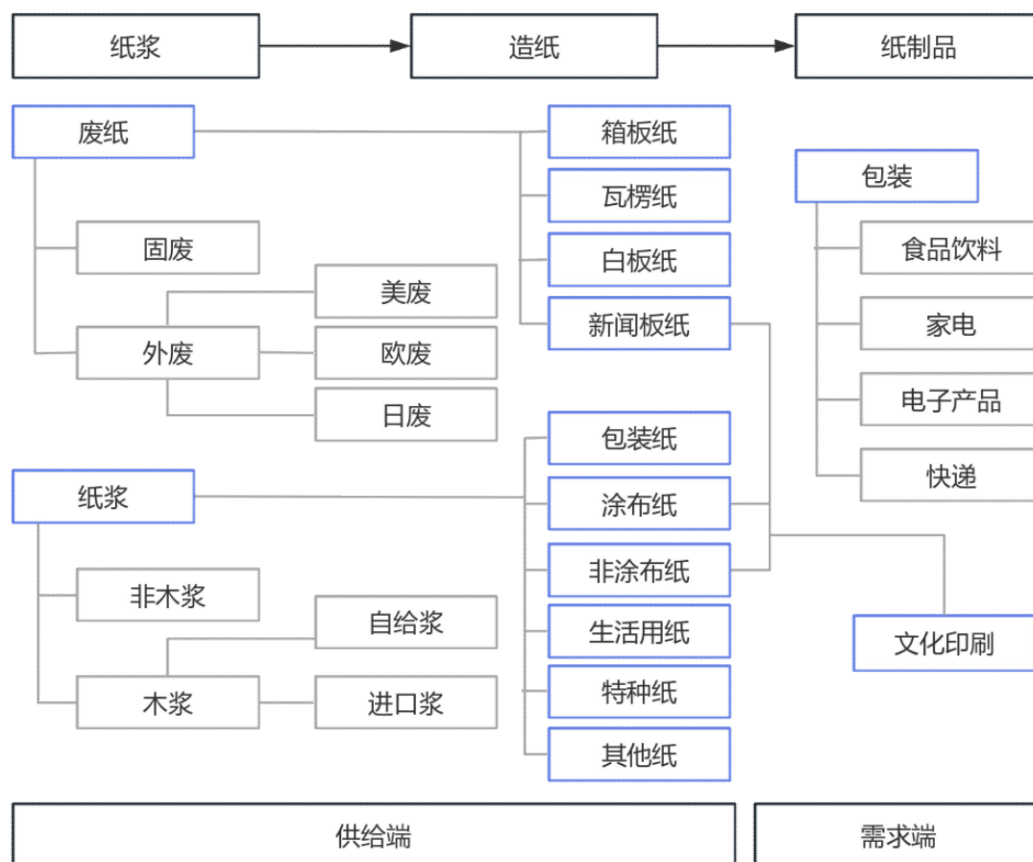 纸浆
造纸
纸制品
废纸
固废
外废
美废
欧废
日废
纸浆
非木浆
木浆
自给浆
进口浆
箱板纸
瓦楞纸
白板纸
新闻板纸
包装纸
涂布纸
非涂布纸
生活用纸
特种纸
其他纸
包装
食品饮料
家电
电子产品
快递
文化印刷
供给端
需求端